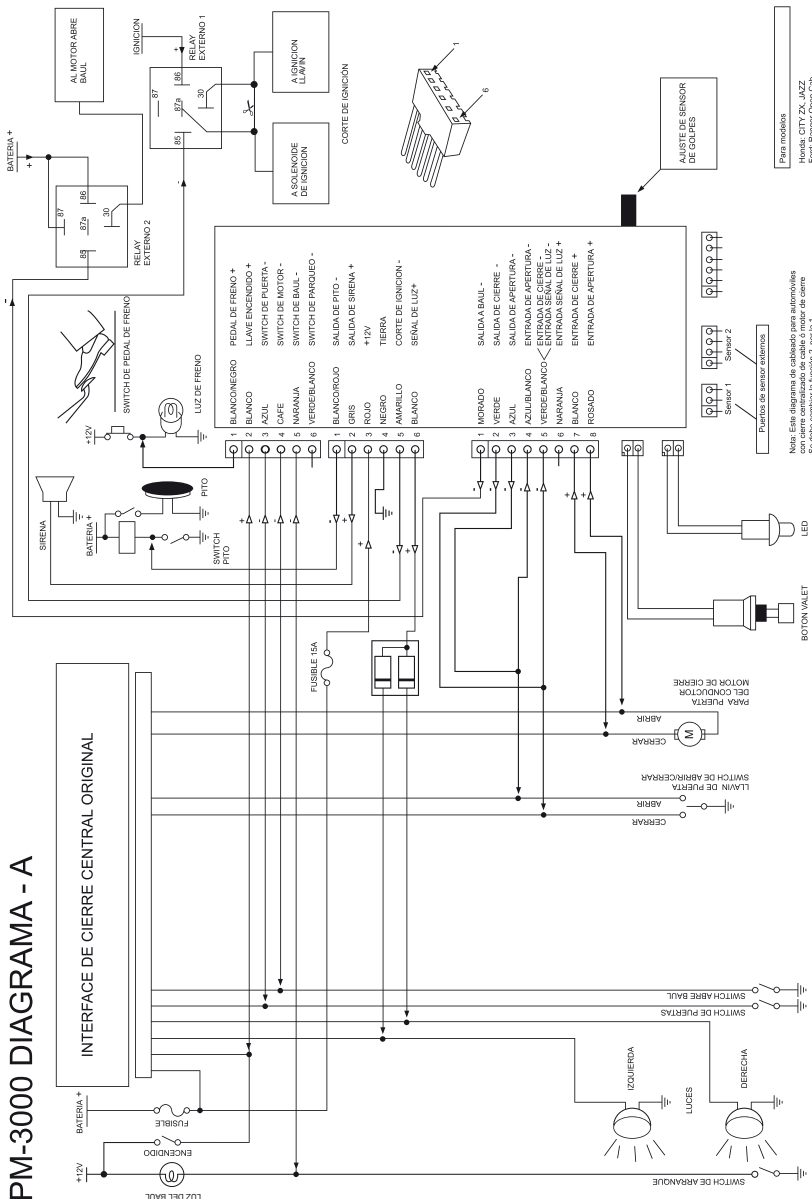 PM-3000 DIAGRAMA - A
INTERFACE DE CIERRE CENTRAL ORIGINAL
+12V
BATERIA +
LUZ DEL BAUL
ENCENDIDO
FUSIBLE
SWITCH DE ARRANQUE
IZQUIERDA
LUCES
DERECHA
SWITCH DE PUERTAS
SWITCH ABRE BAUL
CERRAR
ABRIR
LLAVIN DE PUERTA
SWITCH DE ABRIR/CERRAR
CERRAR
ABRIR
M
PARA PUERTA
DEL CONDUCTOR
MOTOR DE CIERRE
FUSIBLE 15A
SIRENA
BATERIA +
PITO
SWITCH
PITO
+12V
SWITCH DE PEDAL DE FRENO
LUZ DE FRENO
BATERIA +
+
87
87a
86
85
30
RELAY
EXTERNO 2
AL MOTOR ABRE
BAUL
IGNICION
+
RELAY
EXTERNO 1
87
87a
86
85
30
A SOLENOIDE
DE IGNICION
A IGNICION
LLAVIN
CORTE DE IGNICIÓN
1
6
1 BLANCO/NEGRO PEDAL DE FRENO +
2 BLANCO LLAVE ENCENDIDO +
3 AZUL SWITCH DE PUERTA -
4 CAFE SWITCH DE MOTOR -
5 NARANJA SWITCH DE BAUL -
6 VERDE/BLANCO SWITCH DE PARQUEO -
1 BLANCO/ROJO SALIDA DE PITO -
2 GRIS SALIDA DE SIRENA +
3 ROJO +12V
4 NEGRO TIERRA
5 AMARILLO CORTE DE IGNICION -
6 BLANCO SEÑAL DE LUZ+
1 MORADO SALIDA A BAUL -
2 VERDE SALIDA DE CIERRE -
3 AZUL SALIDA DE APERTURA -
4 AZUL/BLANCO ENTRADA DE APERTURA -
5 VERDE/BLANCO ENTRADA DE CIERRE -
ENTRADA SEÑAL DE LUZ -
6 NARANJA ENTRADA SEÑAL DE LUZ +
7 BLANCO ENTRADA DE CIERRE +
8 ROSADO ENTRADA DE APERTURA +
AJUSTE DE SENSOR
DE GOLPES
Sensor 1
Sensor 2
Puertos de sensor externos
BOTON VALET
LED
Nota: Este diagrama de cableado para automoviles
con cierre centralizado de cable ó motor de cierre
Para modelos
Honda: CITY ZX, JAZZ